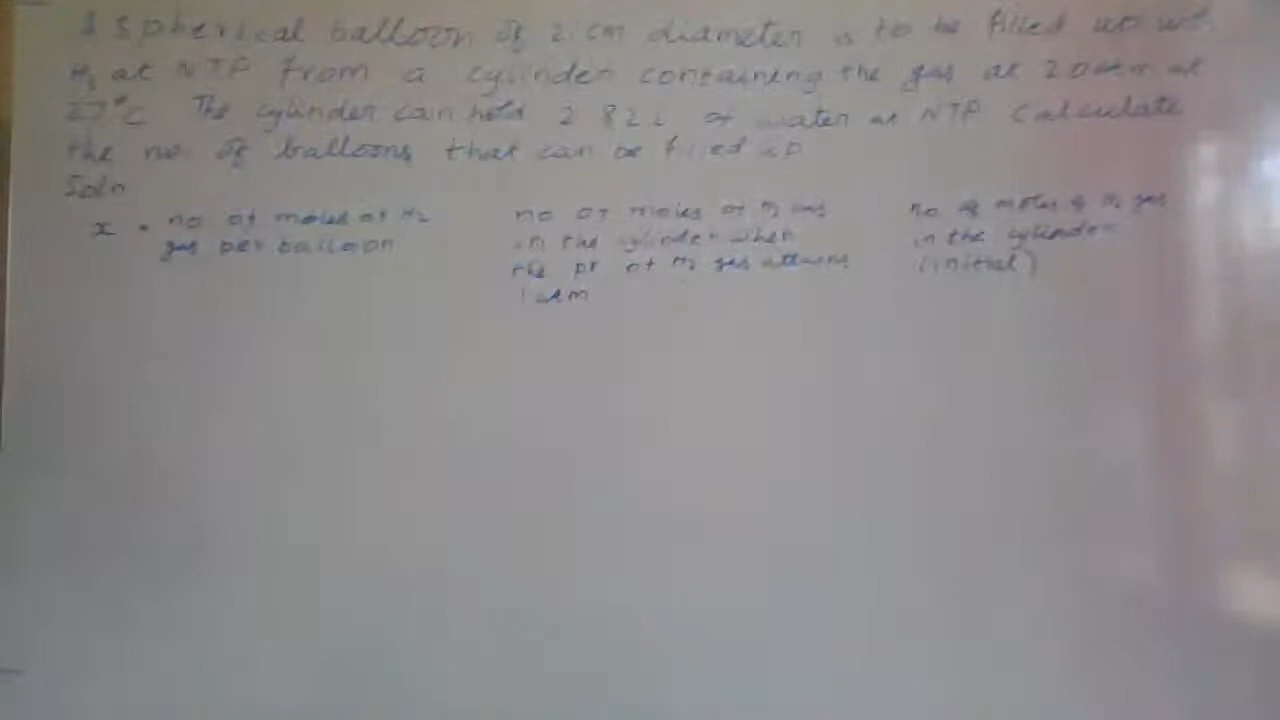 1 Spherical balloon of 21 cm diameter is to be filled up with
H2 at NTP from a cylinder containing the gas at 20 atm at
27°C The cylinder can hold 2.82L of water at NTP Calculate
the no. of balloons that can be filled up
Soln
x = no of moles of H2 gas per balloon
no of moles of H2 gas in the cylinder when the pr of H2 gas attains 1 atm
no of moles of H2 gas in the cylinder (initial)